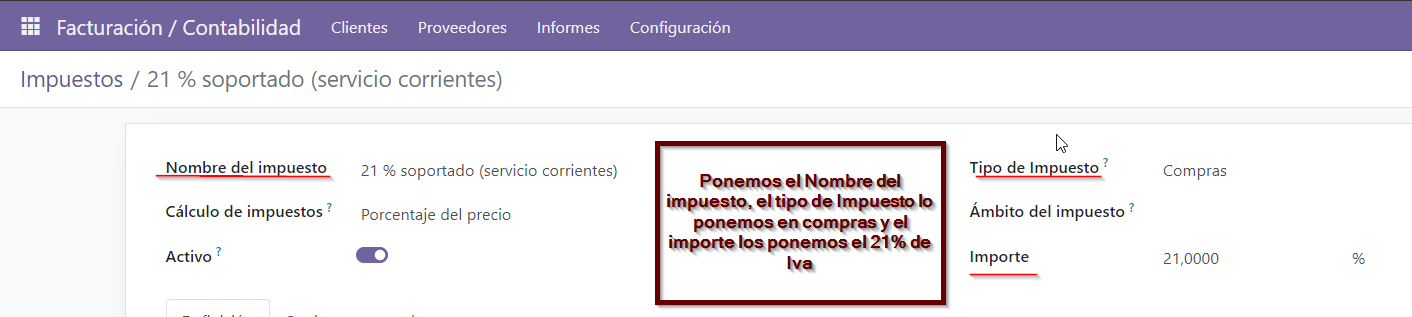 Facturación / Contabilidad Clientes Proveedores Informes Configuración
Impuestos / 21 % soportado (servicio corrientes)
Nombre del impuesto 21 % soportado (servicio corrientes)
Cálculo de impuestos ? Porcentaje del precio
Activo ?
Ponemos el Nombre del
impuesto, el tipo de Impuesto lo
ponemos en compras y el
importe los ponemos el 21% de
Iva
Tipo de Impuesto ? Compras
Ámbito del impuesto ?
Importe 21,0000 %